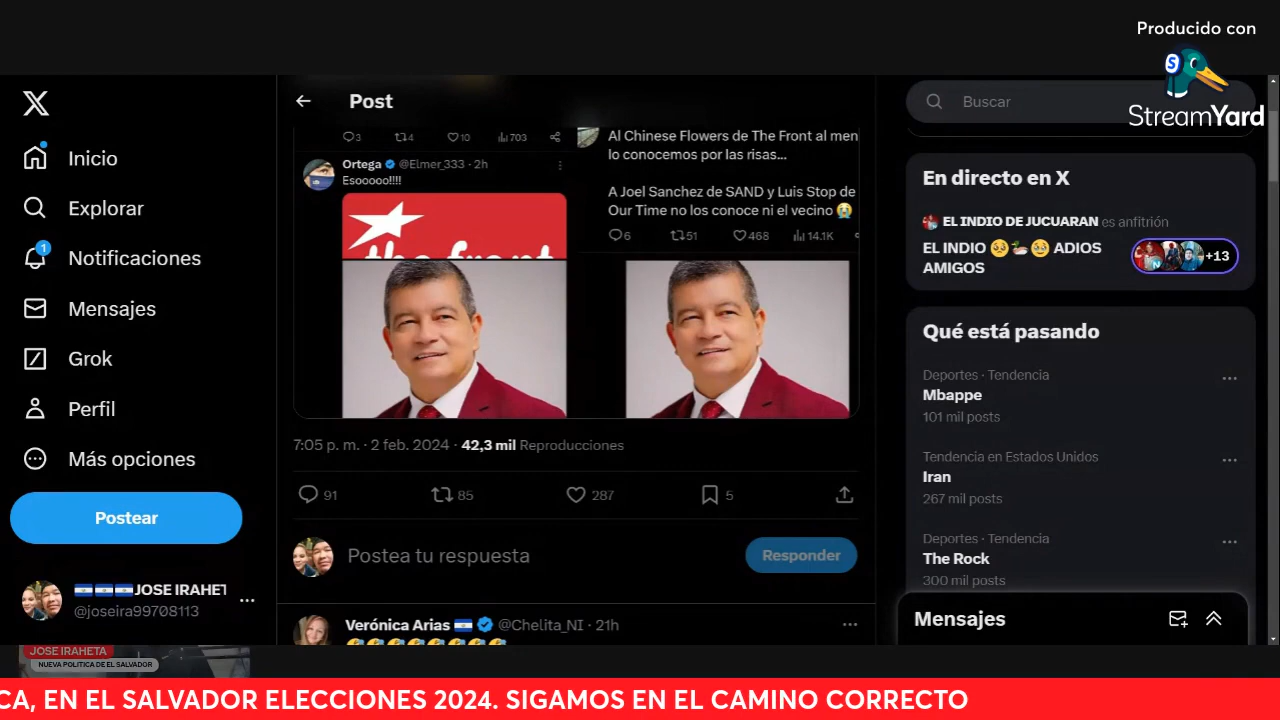 Producido con
StreamYard
X
Inicio
Explorar
1
Notificaciones
Mensajes
Grok
Perfil
Más opciones
Postear
JOSE IRAHET
@joseira99708113
...
Post
3
4
10
703
Ortega @Elmer_333 · 2h
Esooooo!!!!
the front
Al Chinese Flowers de The Front al men
lo conocemos por las risas...
A Joel Sanchez de SAND y Luis Stop de
Our Time no los conoce ni el vecino 😭
6
51
468
14.1K
7:05 p. m. · 2 feb. 2024 · 42,3 mil Reproducciones
91
85
287
5
Postea tu respuesta
Responder
Verónica Arias 🇸🇻 @Chelita_NI · 21h
Buscar
En directo en X
EL INDIO DE JUCUARAN es anfitrión
EL INDIO 🥹🦆🥹 ADIOS
AMIGOS
+13
Qué está pasando
Deportes · Tendencia
Mbappe
101 mil posts
Tendencia en Estados Unidos
Iran
267 mil posts
Deportes · Tendencia
The Rock
300 mil posts
Mensajes
JOSE IRAHETA
NUEVA POLITICA DE EL SALVADOR
CA, EN EL SALVADOR ELECCIONES 2024. SIGAMOS EN EL CAMINO CORRECTO